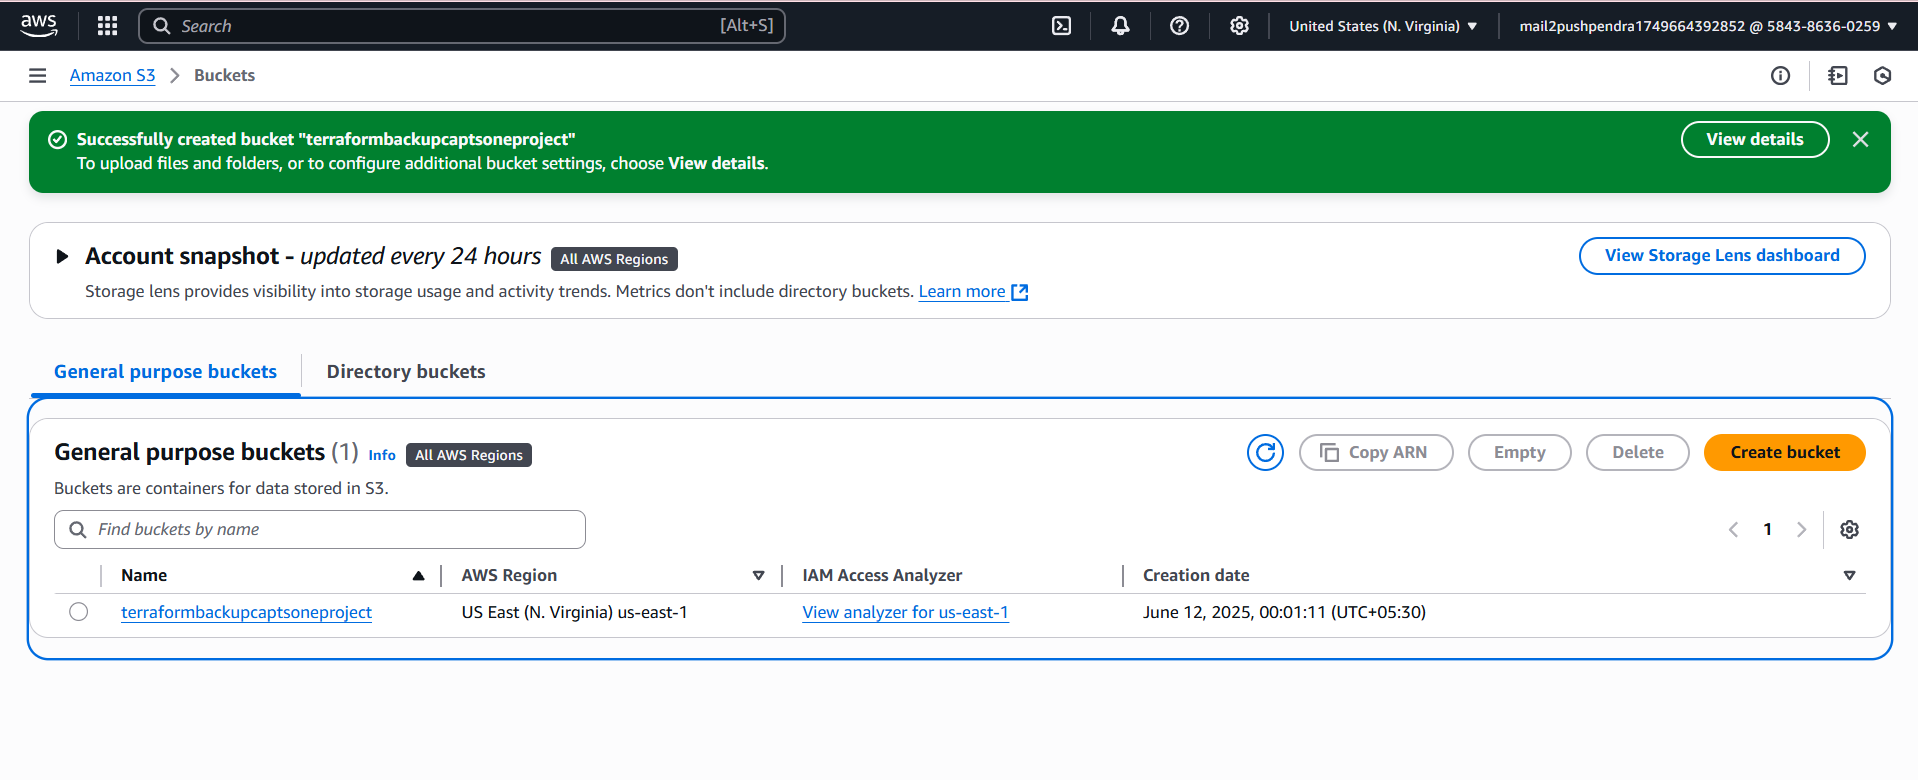 aws
Search [Alt+S]
United States (N. Virginia)
mail2pushpendra1749664392852 @ 5843-8636-0259
Amazon S3 > Buckets
Successfully created bucket "terraformbackupcaptsoneproject"
To upload files and folders, or to configure additional bucket settings, choose View details.
View details
Account snapshot - updated every 24 hours All AWS Regions
View Storage Lens dashboard
Storage lens provides visibility into storage usage and activity trends. Metrics don't include directory buckets. Learn more
General purpose buckets
Directory buckets
General purpose buckets (1) Info All AWS Regions
Copy ARN
Empty
Delete
Create bucket
Buckets are containers for data stored in S3.
Find buckets by name
1
Name AWS Region IAM Access Analyzer Creation date
terraformbackupcaptsoneproject US East (N. Virginia) us-east-1 View analyzer for us-east-1 June 12, 2025, 00:01:11 (UTC+05:30)